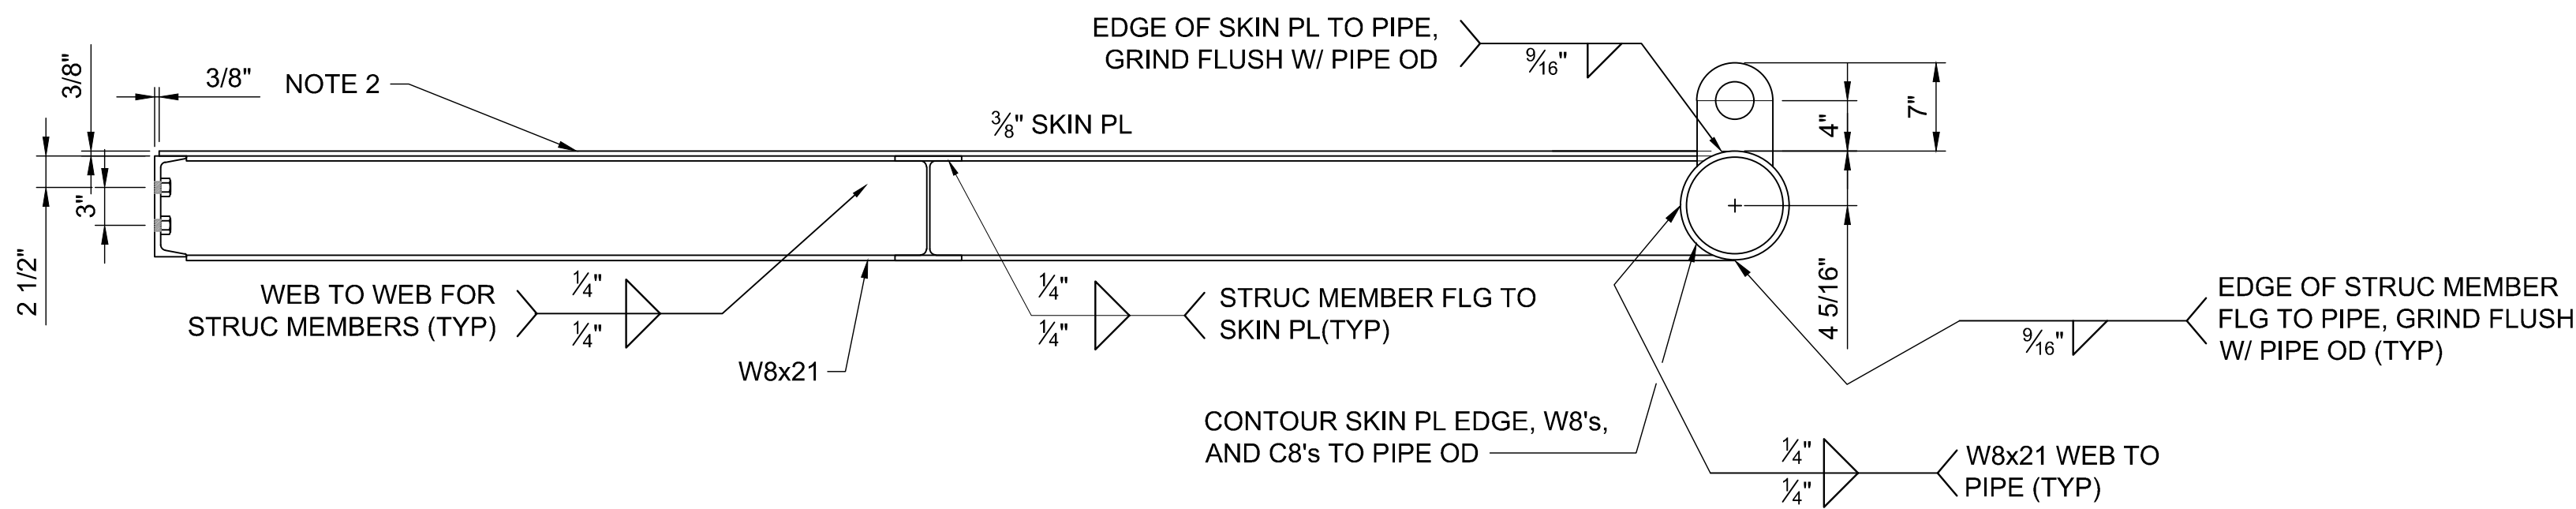 EDGE OF SKIN PL TO PIPE,
GRIND FLUSH W/ PIPE OD
9/16"
3/8"
3/8"
NOTE 2
3/8" SKIN PL
7"
4"
3"
2 1/2"
4 5/16"
WEB TO WEB FOR
STRUC MEMBERS (TYP)
1/4"
1/4"
1/4"
1/4"
STRUC MEMBER FLG TO
SKIN PL(TYP)
W8x21
EDGE OF STRUC MEMBER
FLG TO PIPE, GRIND FLUSH
W/ PIPE OD (TYP)
9/16"
CONTOUR SKIN PL EDGE, W8's,
AND C8's TO PIPE OD
1/4"
1/4"
W8x21 WEB TO
PIPE (TYP)